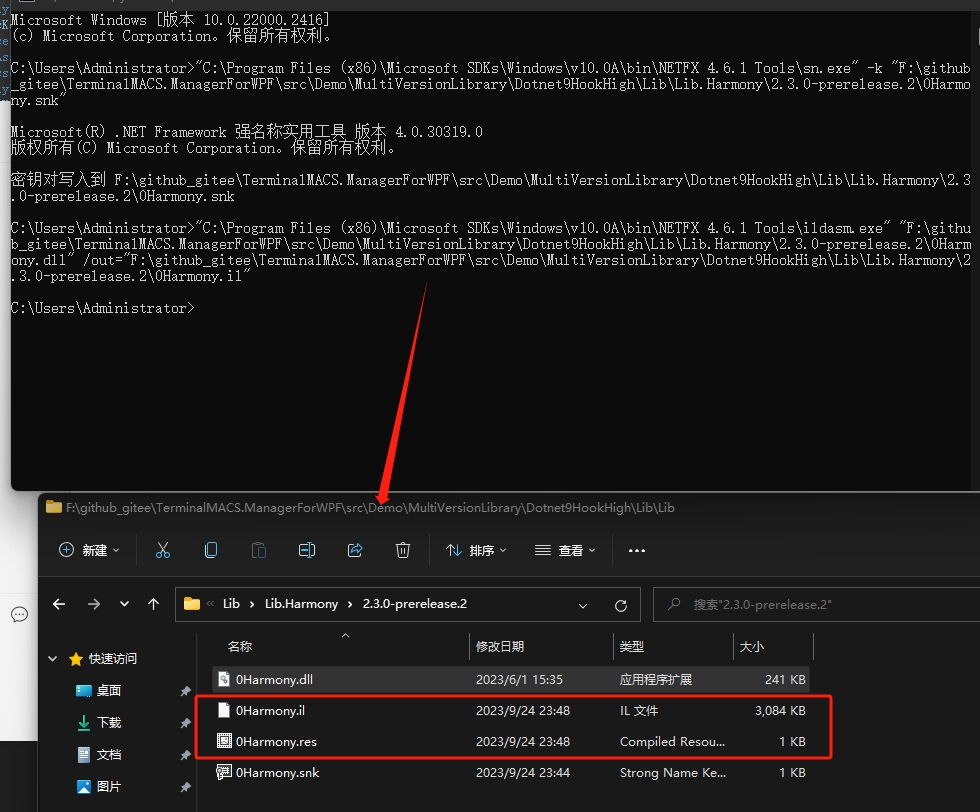 Microsoft Windows [版本 10.0.22000.2416]
(c) Microsoft Corporation。保留所有权利。
C:\Users\Administrator>"C:\Program Files (x86)\Microsoft SDKs\Windows\v10.0A\bin\NETFX 4.6.1 Tools\sn.exe" -k "F:\github
_gitee\TerminalMACS.ManagerForWPF\src\Demo\MultiVersionLibrary\Dotnet9HookHigh\Lib\Lib.Harmony\2.3.0-prerelease.2\0Harmo
ny.snk"
Microsoft(R) .NET Framework 强名称实用工具 版本 4.0.30319.0
版权所有(C) Microsoft Corporation。保留所有权利。
密钥对写入到 F:\github_gitee\TerminalMACS.ManagerForWPF\src\Demo\MultiVersionLibrary\Dotnet9HookHigh\Lib\Lib.Harmony\2.3
.0-prerelease.2\0Harmony.snk
C:\Users\Administrator>"C:\Program Files (x86)\Microsoft SDKs\Windows\v10.0A\bin\NETFX 4.6.1 Tools\ildasm.exe" "F:\githu
b_gitee\TerminalMACS.ManagerForWPF\src\Demo\MultiVersionLibrary\Dotnet9HookHigh\Lib\Lib.Harmony\2.3.0-prerelease.2\0Harm
ony.dll" /out="F:\github_gitee\TerminalMACS.ManagerForWPF\src\Demo\MultiVersionLibrary\Dotnet9HookHigh\Lib\Lib.Harmony\2
.3.0-prerelease.2\0Harmony.il"
C:\Users\Administrator>
F:\github_gitee\TerminalMACS.ManagerForWPF\src\Demo\MultiVersionLibrary\Dotnet9HookHigh\Lib\Lib
新建 排序 查看
« Lib › Lib.Harmony › 2.3.0-prerelease.2 搜索"2.3.0-prerelease.2"
名称 修改日期 类型 大小
快速访问
0Harmony.dll 2023/6/1 15:35 应用程序扩展 241 KB
桌面
0Harmony.il 2023/9/24 23:48 IL 文件 3,084 KB
下载
0Harmony.res 2023/9/24 23:48 Compiled Resou... 1 KB
文档
0Harmony.snk 2023/9/24 23:44 Strong Name Ke... 1 KB
图片